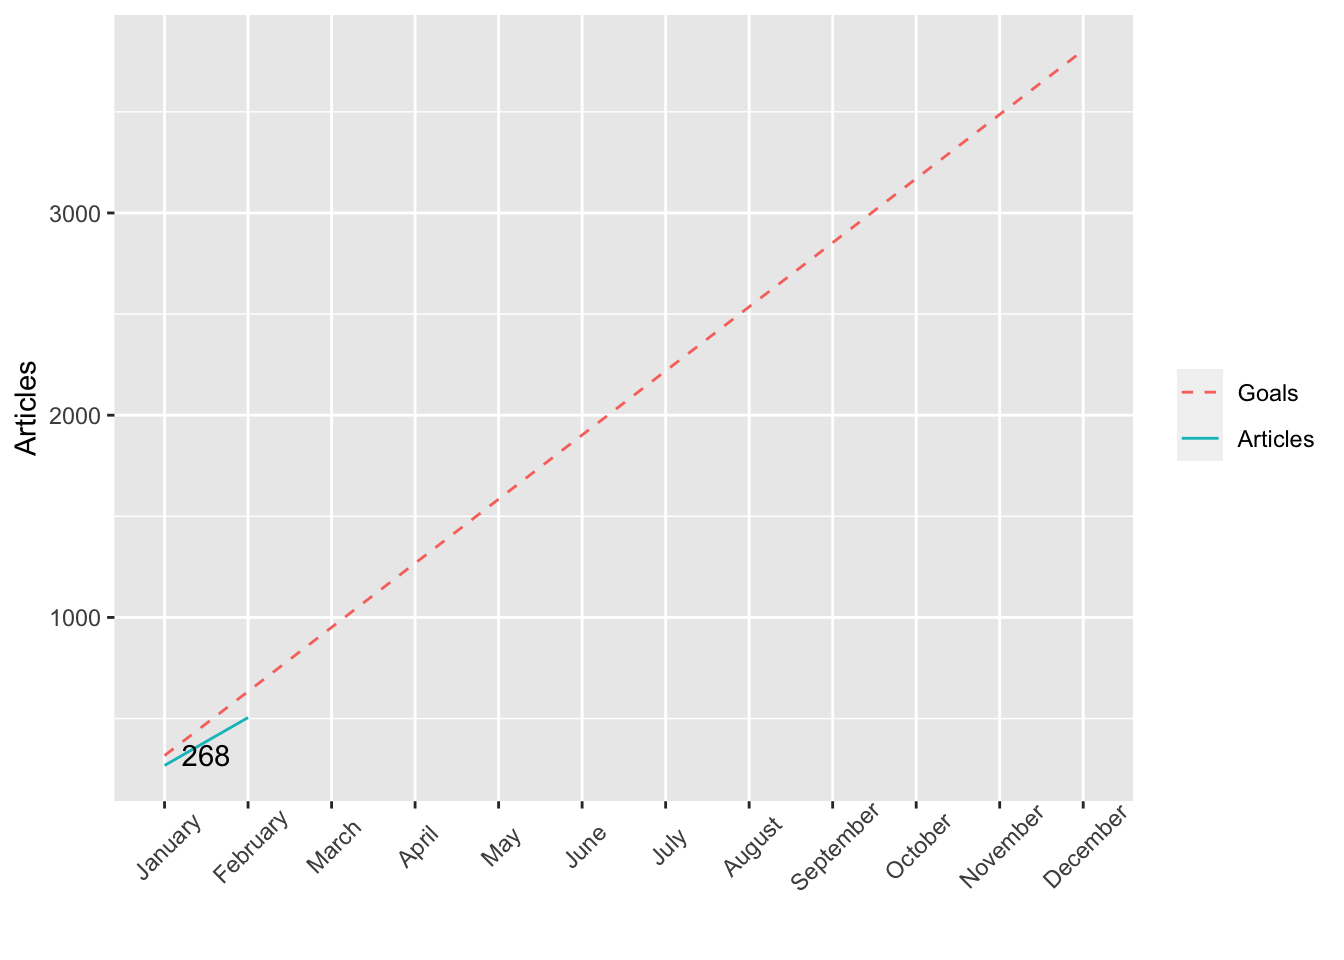 Articles
3000
2000
1000
268
January
February
March
April
May
June
July
August
September
October
November
December
Goals
Articles